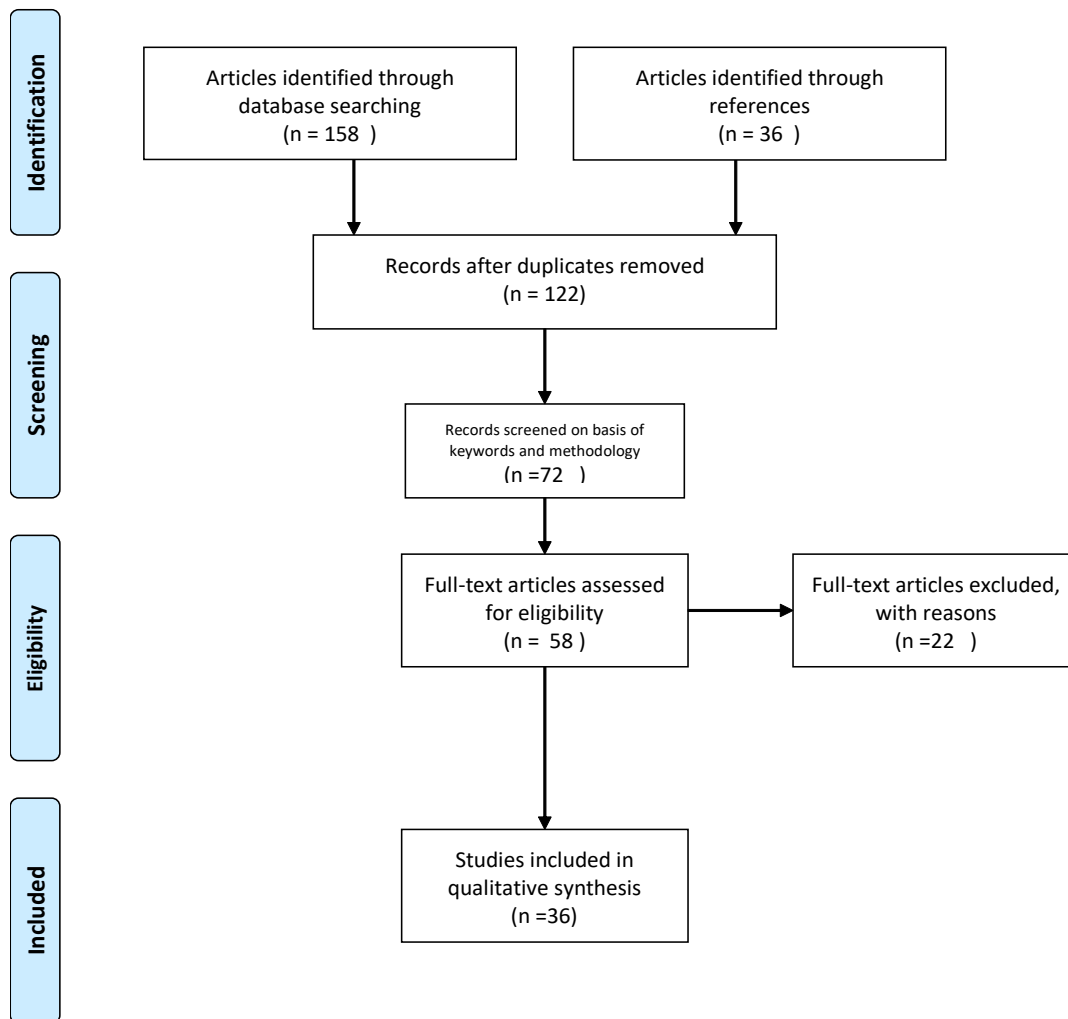 Identification
Articles identified through
database searching
(n = 158 )
Articles identified through
references
(n = 36 )
Records after duplicates removed
(n = 122)
Screening
Records screened on basis of
keywords and methodology
(n =72 )
Eligibility
Full-text articles assessed
for eligibility
(n = 58 )
Full-text articles excluded,
with reasons
(n =22 )
Included
Studies included in
qualitative synthesis
(n =36)